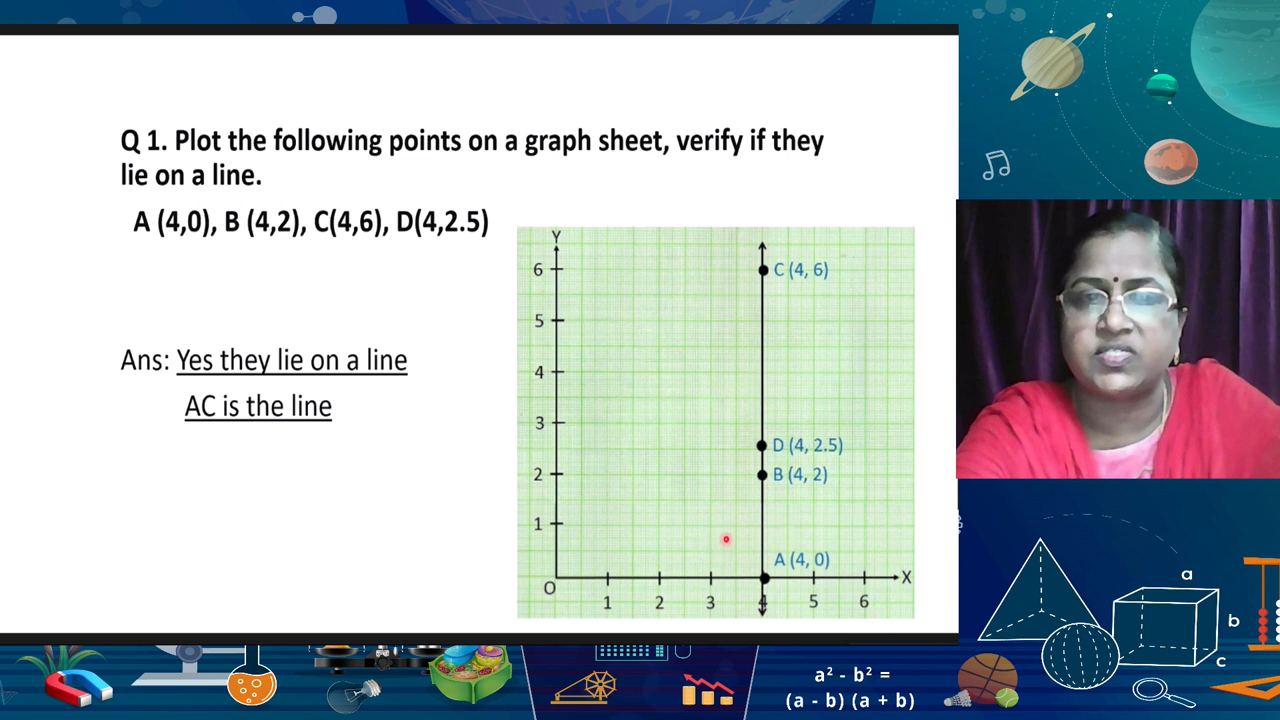 Q 1. Plot the following points on a graph sheet, verify if they
lie on a line.
A (4,0), B (4,2), C(4,6), D(4,2.5)
Ans: Yes they lie on a line
AC is the line
Y
6
5
4
3
2
1
O
1 2 3 4 5 6
X
C (4, 6)
D (4, 2.5)
B (4, 2)
A (4, 0)
a
b
c
a² - b² =
(a - b) (a + b)